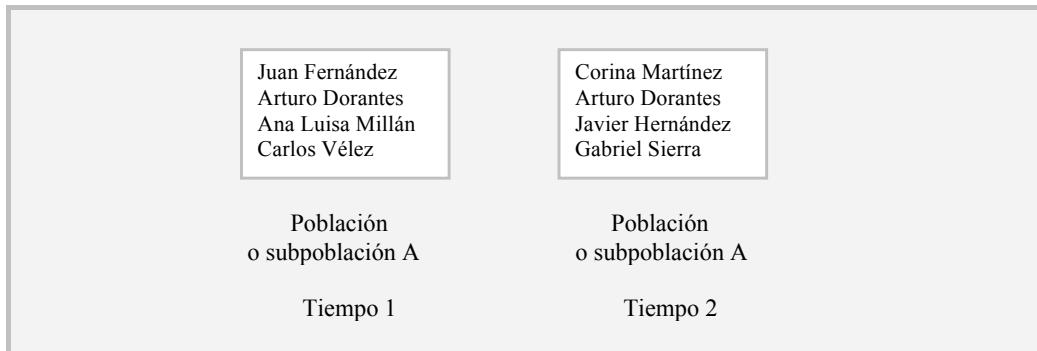 Juan Fernández
Arturo Dorantes
Ana Luisa Millán
Carlos Vélez
Corina Martínez
Arturo Dorantes
Javier Hernández
Gabriel Sierra
Población
o subpoblación A
Población
o subpoblación A
Tiempo 1
Tiempo 2